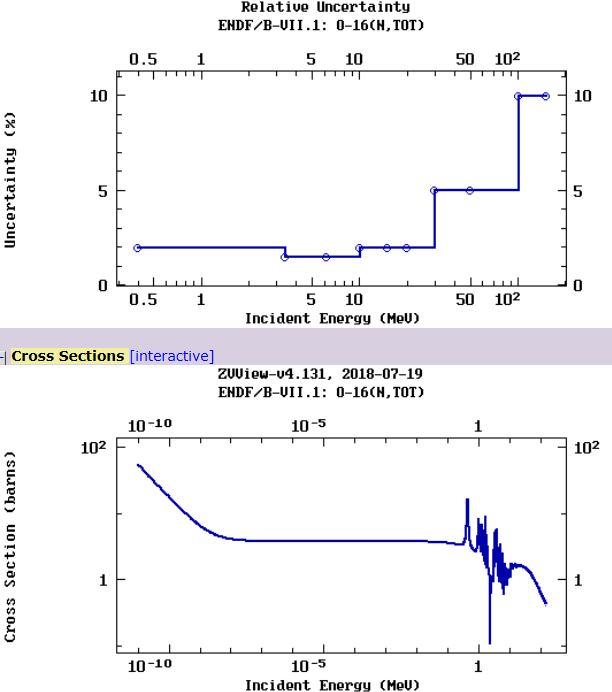 Relative Uncertainty
ENDF/B-VII.1: O-16(N,TOT)
0.5 1 5 10 50 10²
10 10
5 5
0 0
Uncertainty (%)
0.5 1 5 10 50 10²
Incident Energy (MeV)
Cross Sections [interactive]
ZVView-v4.131, 2018-07-19
ENDF/B-VII.1: O-16(N,TOT)
10⁻¹⁰ 10⁻⁵ 1
10² 10²
1 1
Cross Section (barns)
10⁻¹⁰ 10⁻⁵ 1
Incident Energy (MeV)